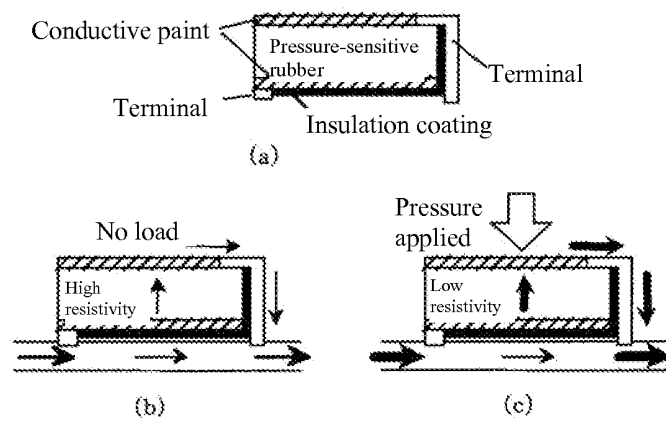 Conductive paint
Pressure-sensitive
rubber
Terminal
Terminal
Insulation coating
(a)
No load
High
resistivity
(b)
Pressure
applied
Low
resistivity
(c)